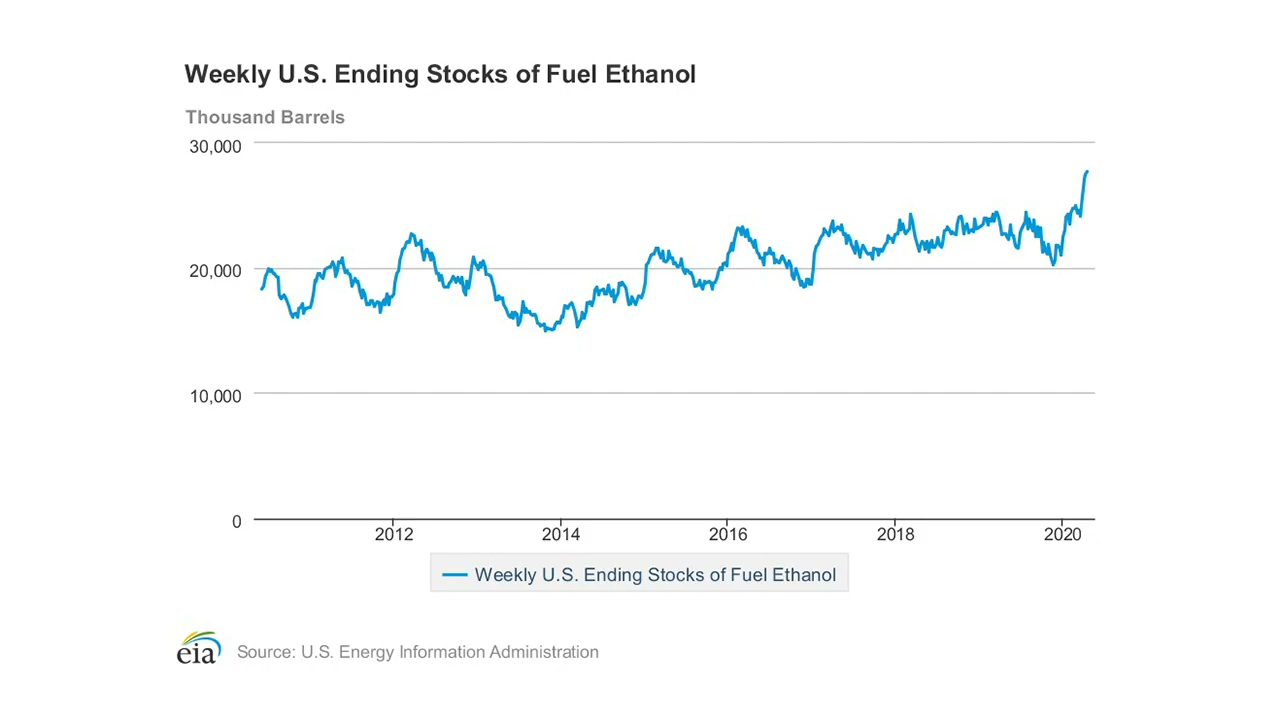 Weekly U.S. Ending Stocks of Fuel Ethanol
Thousand Barrels
30,000
20,000
10,000
0
2012 2014 2016 2018 2020
Weekly U.S. Ending Stocks of Fuel Ethanol
eia Source: U.S. Energy Information Administration